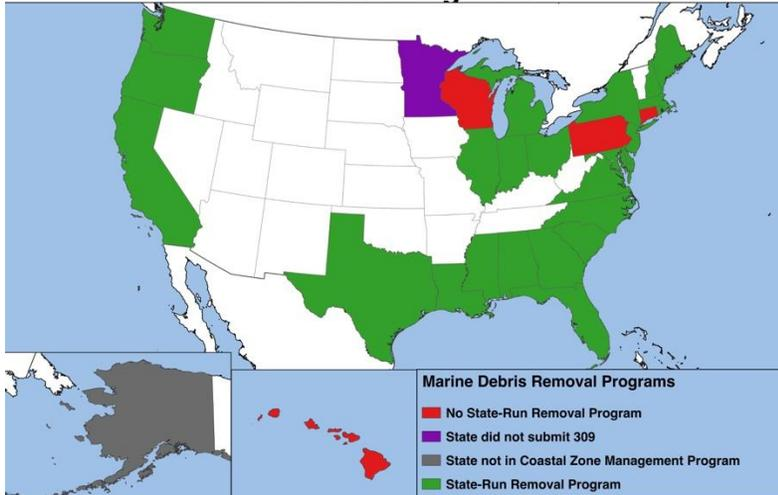 Marine Debris Removal Programs
No State-Run Removal Program
State did not submit 309
State not in Coastal Zone Management Program
State-Run Removal Program